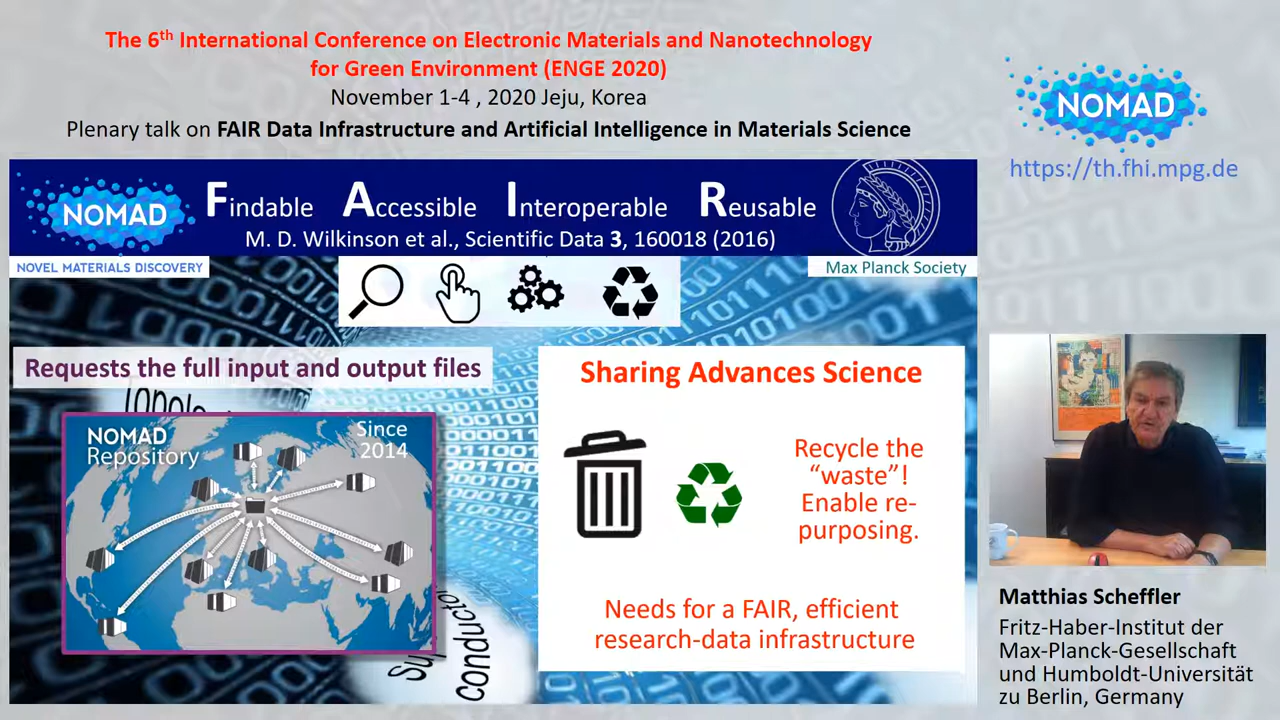 The 6th International Conference on Electronic Materials and Nanotechnology
for Green Environment (ENGE 2020)
November 1-4 , 2020 Jeju, Korea
Plenary talk on FAIR Data Infrastructure and Artificial Intelligence in Materials Science
NOMAD
https://th.fhi.mpg.de
NOMAD
Findable Accessible Interoperable Reusable
M. D. Wilkinson et al., Scientific Data 3, 160018 (2016)
NOVEL MATERIALS DISCOVERY
Max Planck Society
Requests the full input and output files
NOMAD
Repository
Since
2014
Sharing Advances Science
Recycle the
“waste”!
Enable re-
purposing.
Needs for a FAIR, efficient
research-data infrastructure
Matthias Scheffler
Fritz-Haber-Institut der
Max-Planck-Gesellschaft
und Humboldt-Universität
zu Berlin, Germany